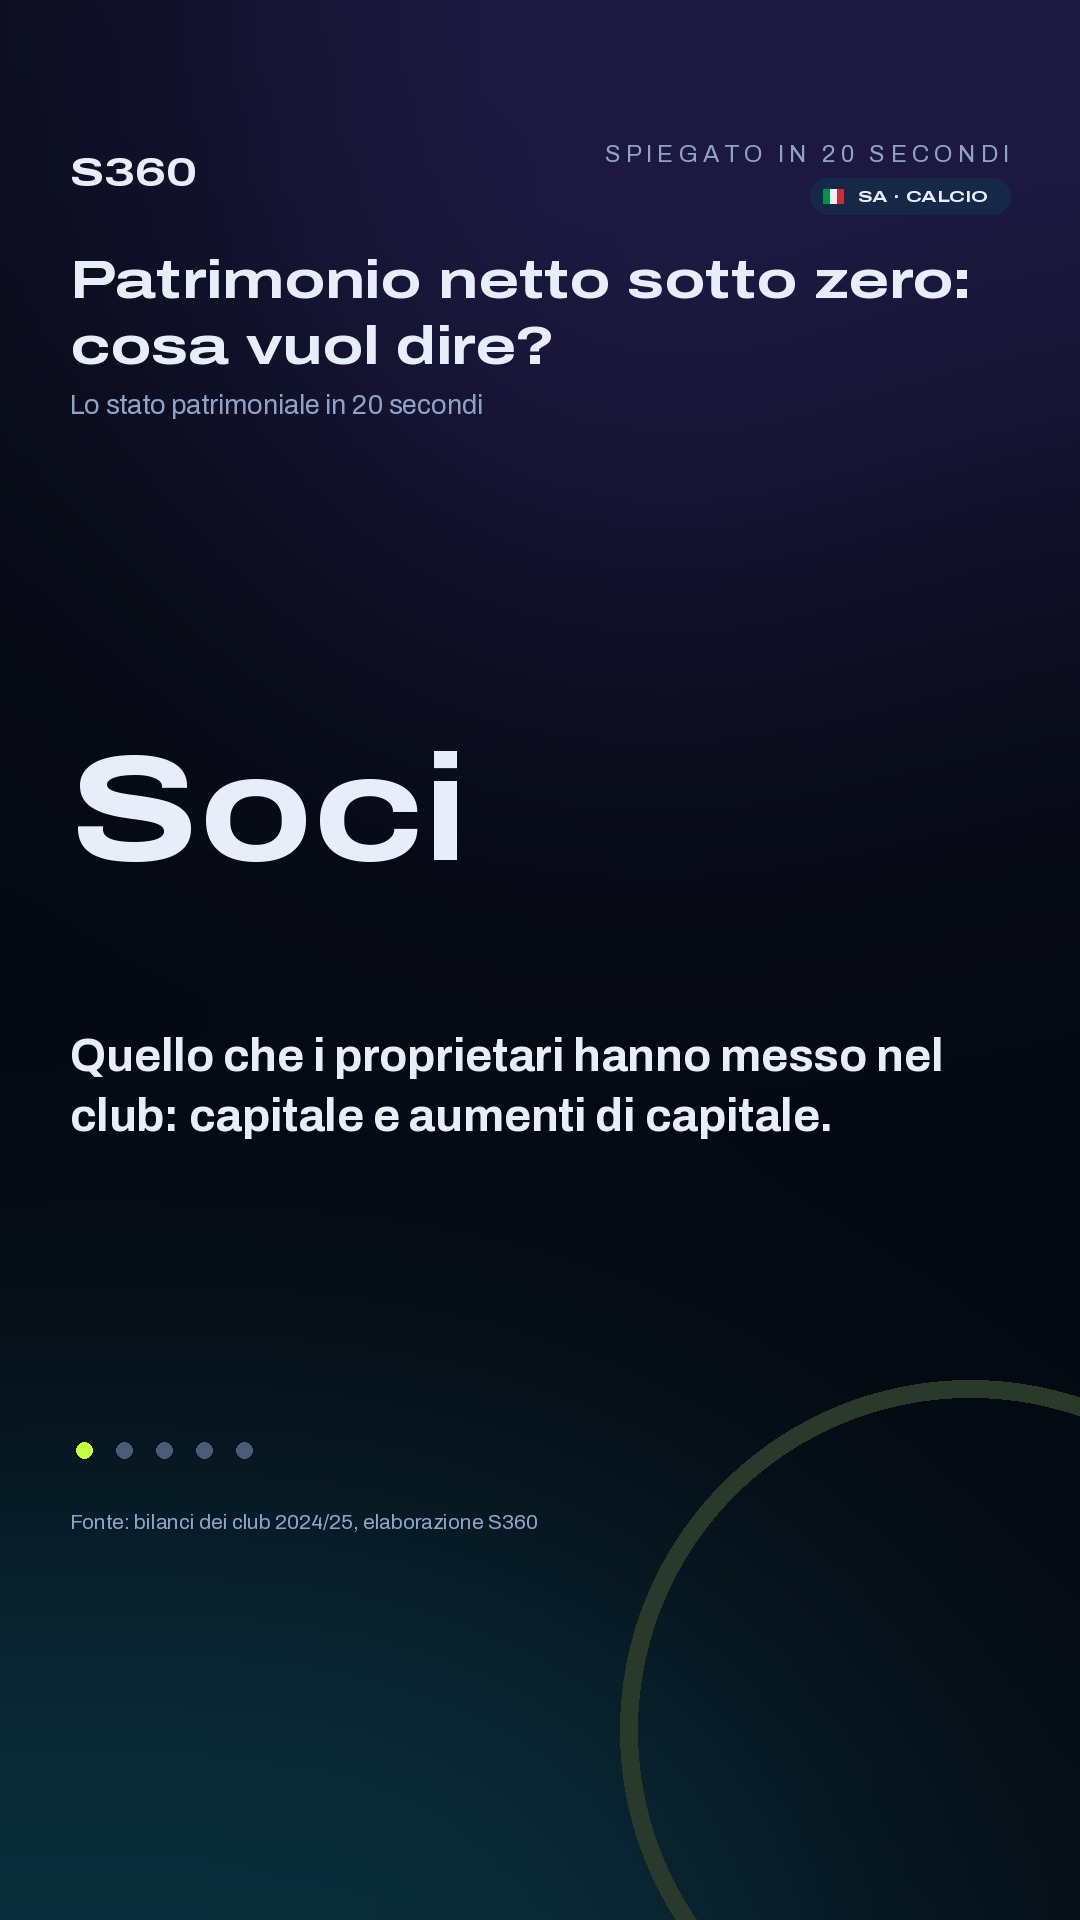 S360
SPIEGATO IN 20 SECONDI
SA · CALCIO
Patrimonio netto sotto zero:
cosa vuol dire?
Lo stato patrimoniale in 20 secondi
Soci
Quello che i proprietari hanno messo nel
club: capitale e aumenti di capitale.
Fonte: bilanci dei club 2024/25, elaborazione S360